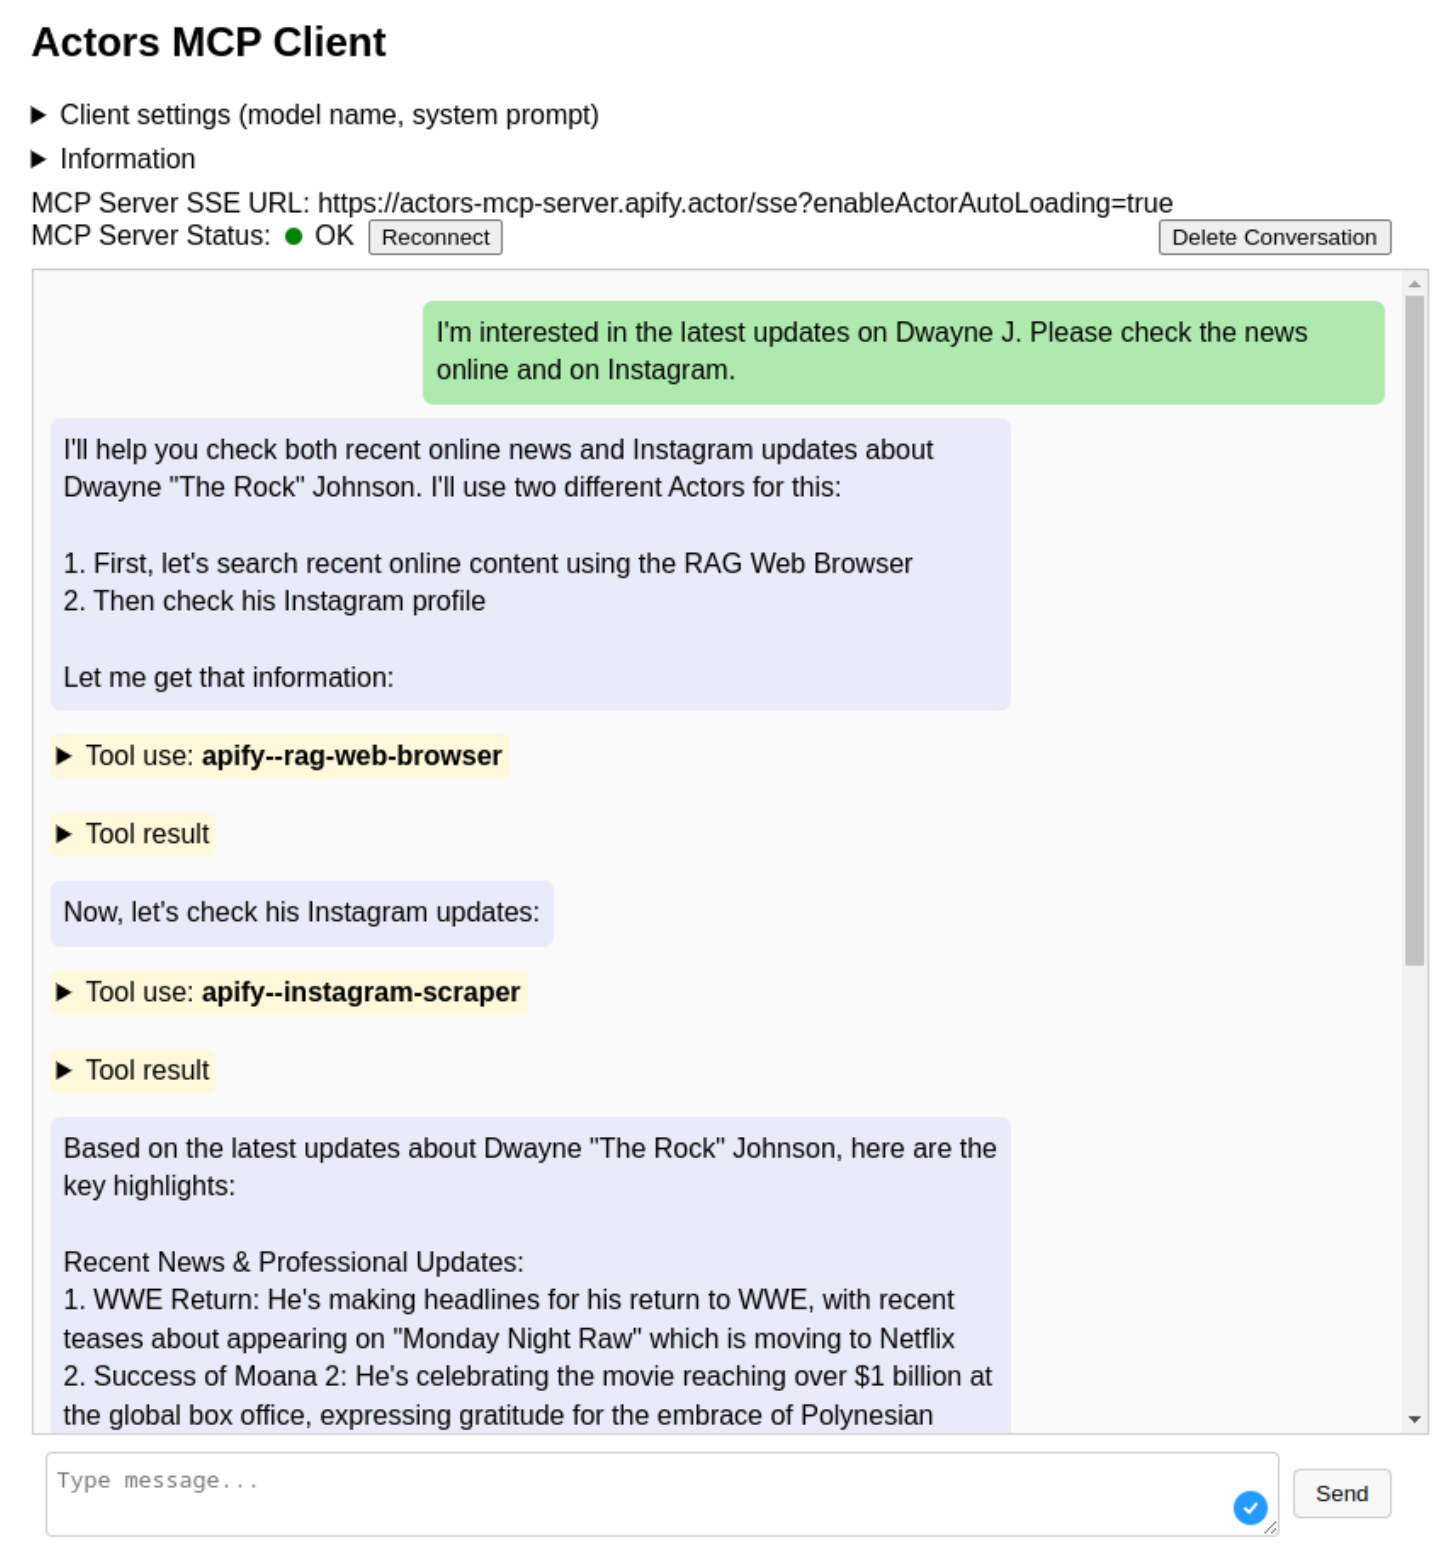 Actors MCP Client
Client settings (model name, system prompt)
Information
MCP Server SSE URL: https://actors-mcp-server.apify.actor/sse?enableActorAutoLoading=true
MCP Server Status: OK Reconnect Delete Conversation
I'm interested in the latest updates on Dwayne J. Please check the news
online and on Instagram.
I'll help you check both recent online news and Instagram updates about
Dwayne "The Rock" Johnson. I'll use two different Actors for this:
1. First, let's search recent online content using the RAG Web Browser
2. Then check his Instagram profile
Let me get that information:
Tool use: apify--rag-web-browser
Tool result
Now, let's check his Instagram updates:
Tool use: apify--instagram-scraper
Tool result
Based on the latest updates about Dwayne "The Rock" Johnson, here are the
key highlights:
Recent News & Professional Updates:
1. WWE Return: He's making headlines for his return to WWE, with recent
teases about appearing on "Monday Night Raw" which is moving to Netflix
2. Success of Moana 2: He's celebrating the movie reaching over $1 billion at
the global box office, expressing gratitude for the embrace of Polynesian
Type message...
Send